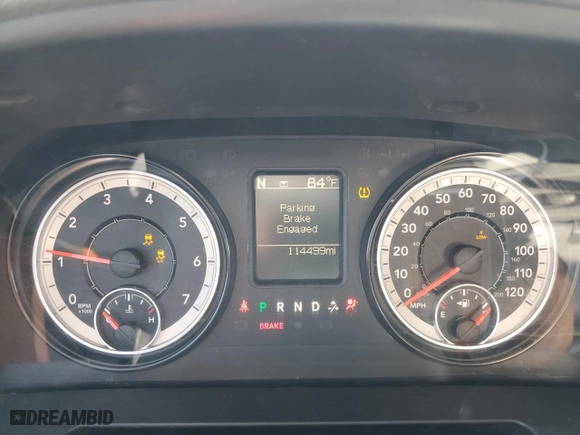 N 84°F
Parking
Brake
Engaged
114499mi
0 1 2 3 4 5 6 7
RPM
x1000
H
0 10 20 30 40 50 60 70 80 90 100 110 120
MPH
E
P R N D
BRAKE
DREAMBID